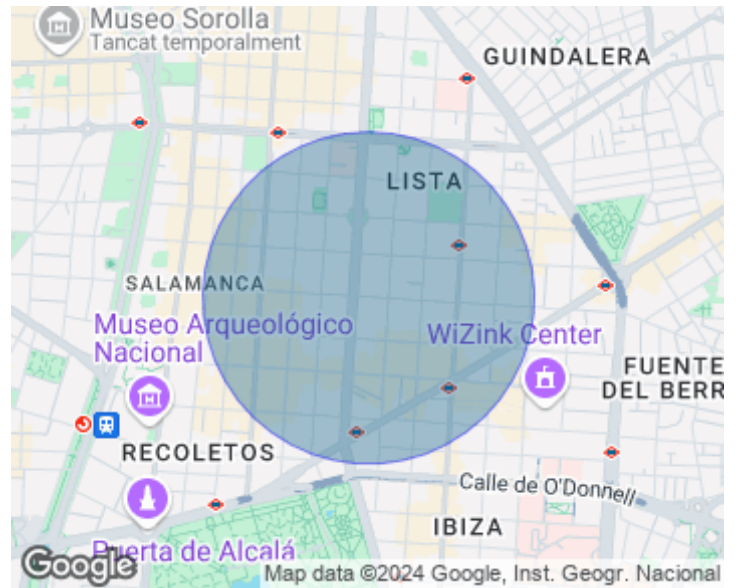 Museo Sorolla
Tancat temporalment
GUINDALERA
LISTA
SALAMANCA
Museo Arqueológico
Nacional
WiZink Center
FUENTE
DEL BERR
RECOLETOS
Calle de O'Donnell
IBIZA
Puerta de Alcalá
Google
Map data ©2024 Google, Inst. Geogr. Nacional